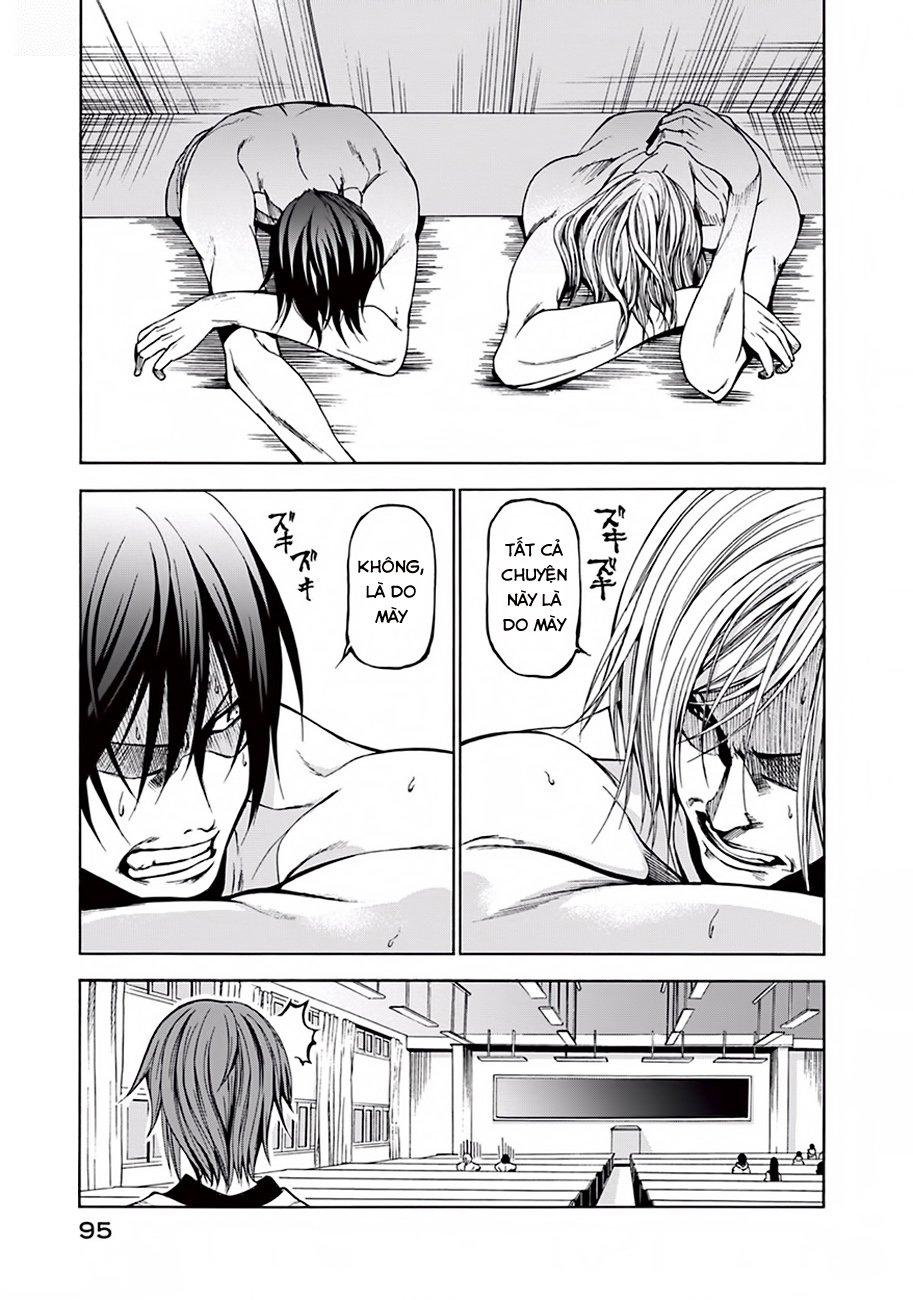 ズキ
ズキ
TẤT CẢ
CHUYỆN
NÀY LÀ
DO MÀY
ズキ
ズキ
KHÔNG,
LÀ DO
MÀY
95